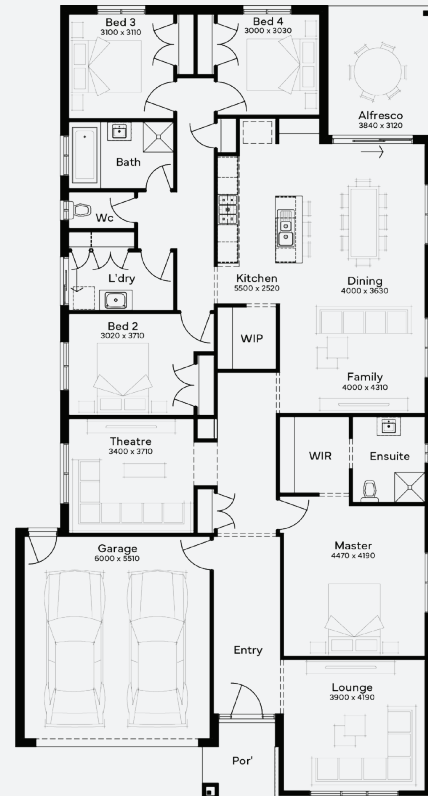 Bed 3
3100 x 3110
Bed 4
3000 x 3030
Alfresco
3840 x 3120
Bath
Wc
L'dry
Kitchen
5500 x 2520
Dining
4000 x 3630
Bed 2
3020 x 3710
WIP
Family
4000 x 4310
Theatre
3400 x 3710
WIR
Ensuite
Garage
6000 x 5510
Master
4470 x 4190
Entry
Lounge
3900 x 4190
Por'